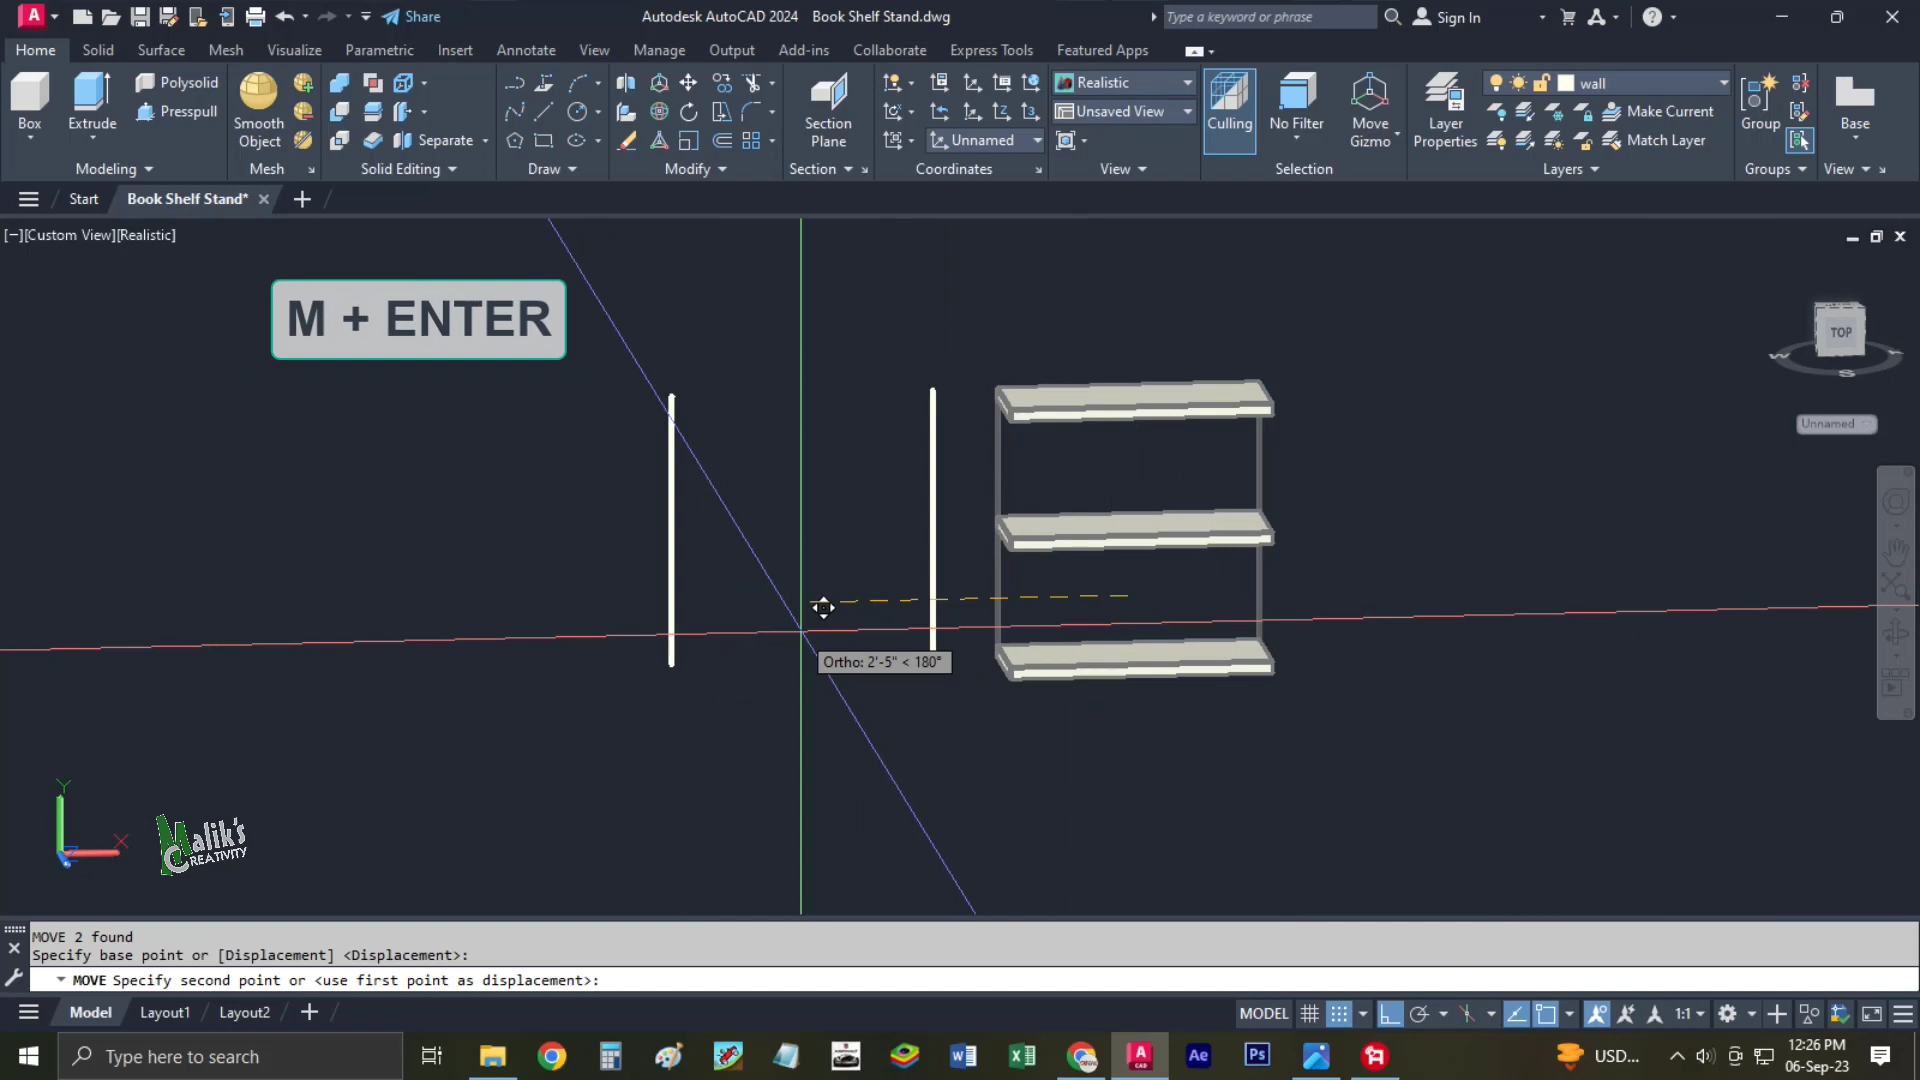 Share
Autodesk AutoCAD 2024 Book Shelf Stand.dwg
Type a keyword or phrase
Sign In
Home Solid Surface Mesh Visualize Parametric Insert Annotate View Manage Output Add-ins Collaborate Express Tools Featured Apps
Box
Extrude
Polysolid
Presspull
Smooth
Object
Separate
Section
Plane
Unnamed
Realistic
Unsaved View
Culling
No Filter
Move
Gizmo
Layer
Properties
wall
Make Current
Match Layer
Group
Base
Modeling Mesh Solid Editing Draw Modify Section Coordinates View Selection Layers Groups View
Start Book Shelf Stand*
[−][Custom View][Realistic]
M + ENTER
TOP
W
S
Unnamed
Ortho: 2'-5" < 180°
Y
X
Malik's
CREATIVITY
MOVE 2 found
Specify base point or [Displacement] <Displacement>:
MOVE Specify second point or <use first point as displacement>:
Model Layout1 Layout2
MODEL
1:1
Type here to search
USD...
12:26 PM
06-Sep-23